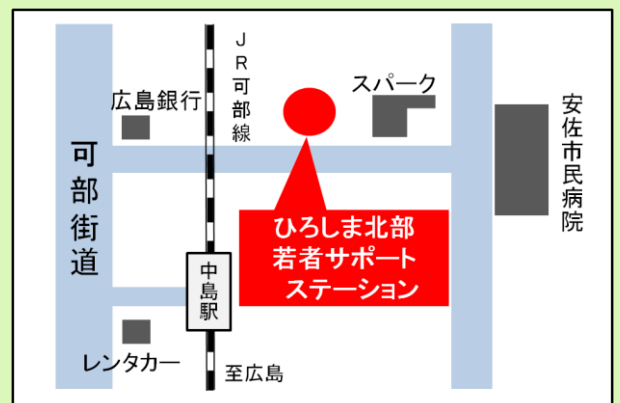 JR可部線
スパーク
広島銀行
安佐市民病院
可部街道
ひろしま北部
若者サポート
ステーション
中島駅
レンタカー
至広島